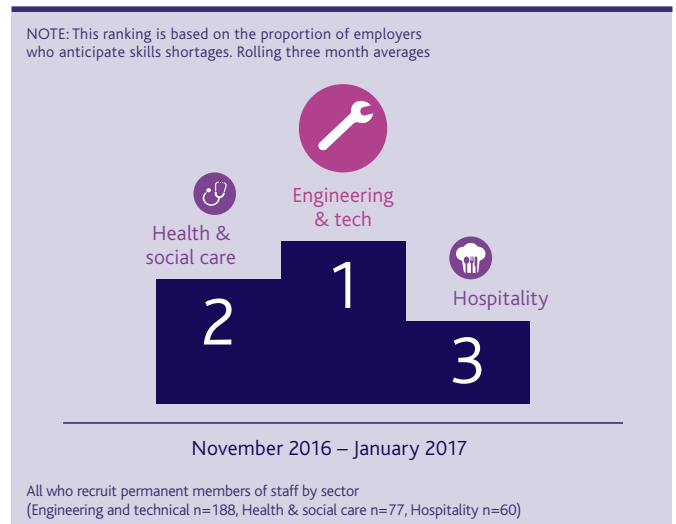 NOTE: This ranking is based on the proportion of employers
who anticipate skills shortages. Rolling three month averages
Engineering
& tech
Health &
social care
Hospitality
1
2
3
November 2016 – January 2017
All who recruit permanent members of staff by sector
(Engineering and technical n=188, Health & social care n=77, Hospitality n=60)